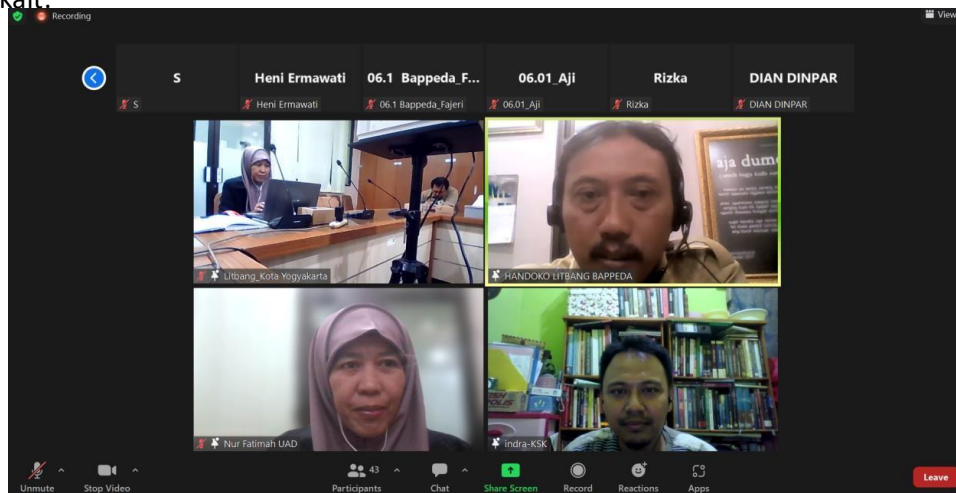 kait.
Recording
View
S
Heni Ermawati
06.1 Bappeda_F...
06.01_Aji
Rizka
DIAN DINPAR
S
Heni Ermawati
06.1 Bappeda_Fajeri
06.01_Aji
Rizka
DIAN DINPAR
aja dume
Litbang_Kota Yogyakarta
HANDOKO LITBANG BAPPEDA
Nur Fatimah UAD
indra-KSK
Unmute
Stop Video
Participants
43
Chat
Share Screen
Record
Reactions
Apps
Leave